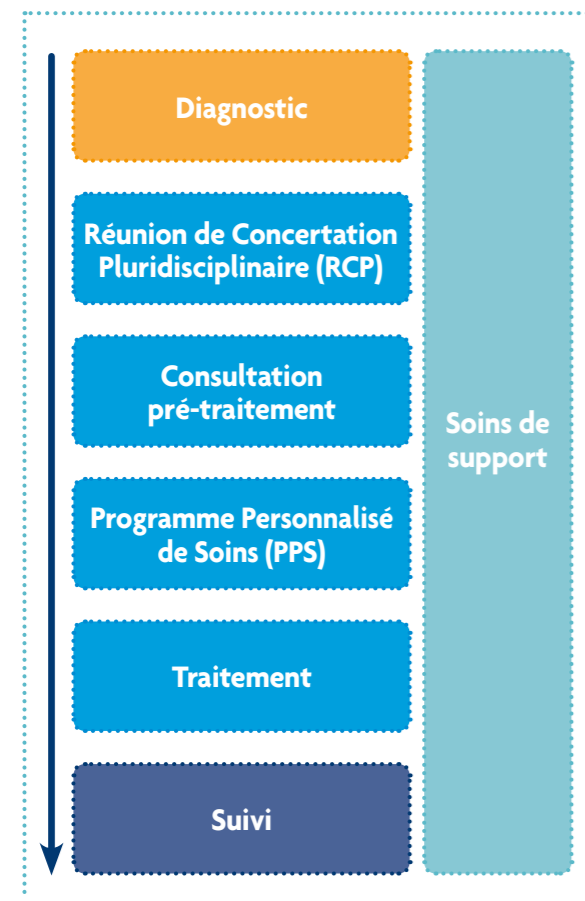 Diagnostic
Réunion de Concertation
Pluridisciplinaire (RCP)
Consultation
pré-traitement
Programme Personnalisé
de Soins (PPS)
Traitement
Suivi
Soins de
support